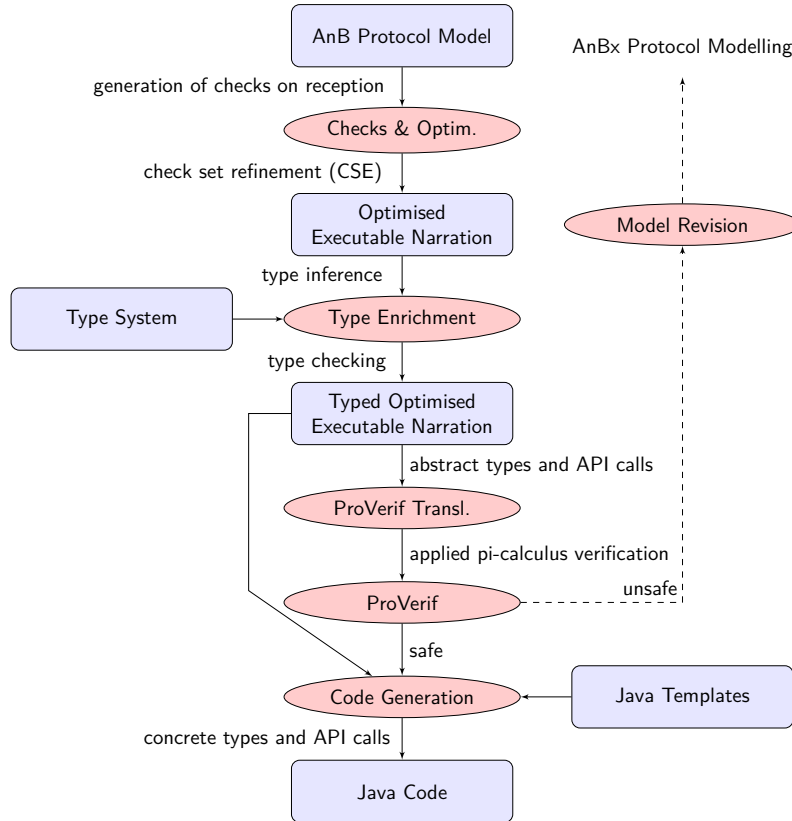 AnB Protocol Model
AnBx Protocol Modelling
generation of checks on reception
Checks & Optim.
check set refinement (CSE)
Optimised
Executable Narration
Model Revision
type inference
Type System
Type Enrichment
type checking
Typed Optimised
Executable Narration
abstract types and API calls
ProVerif Transl.
applied pi-calculus verification
unsafe
ProVerif
safe
Code Generation
Java Templates
concrete types and API calls
Java Code